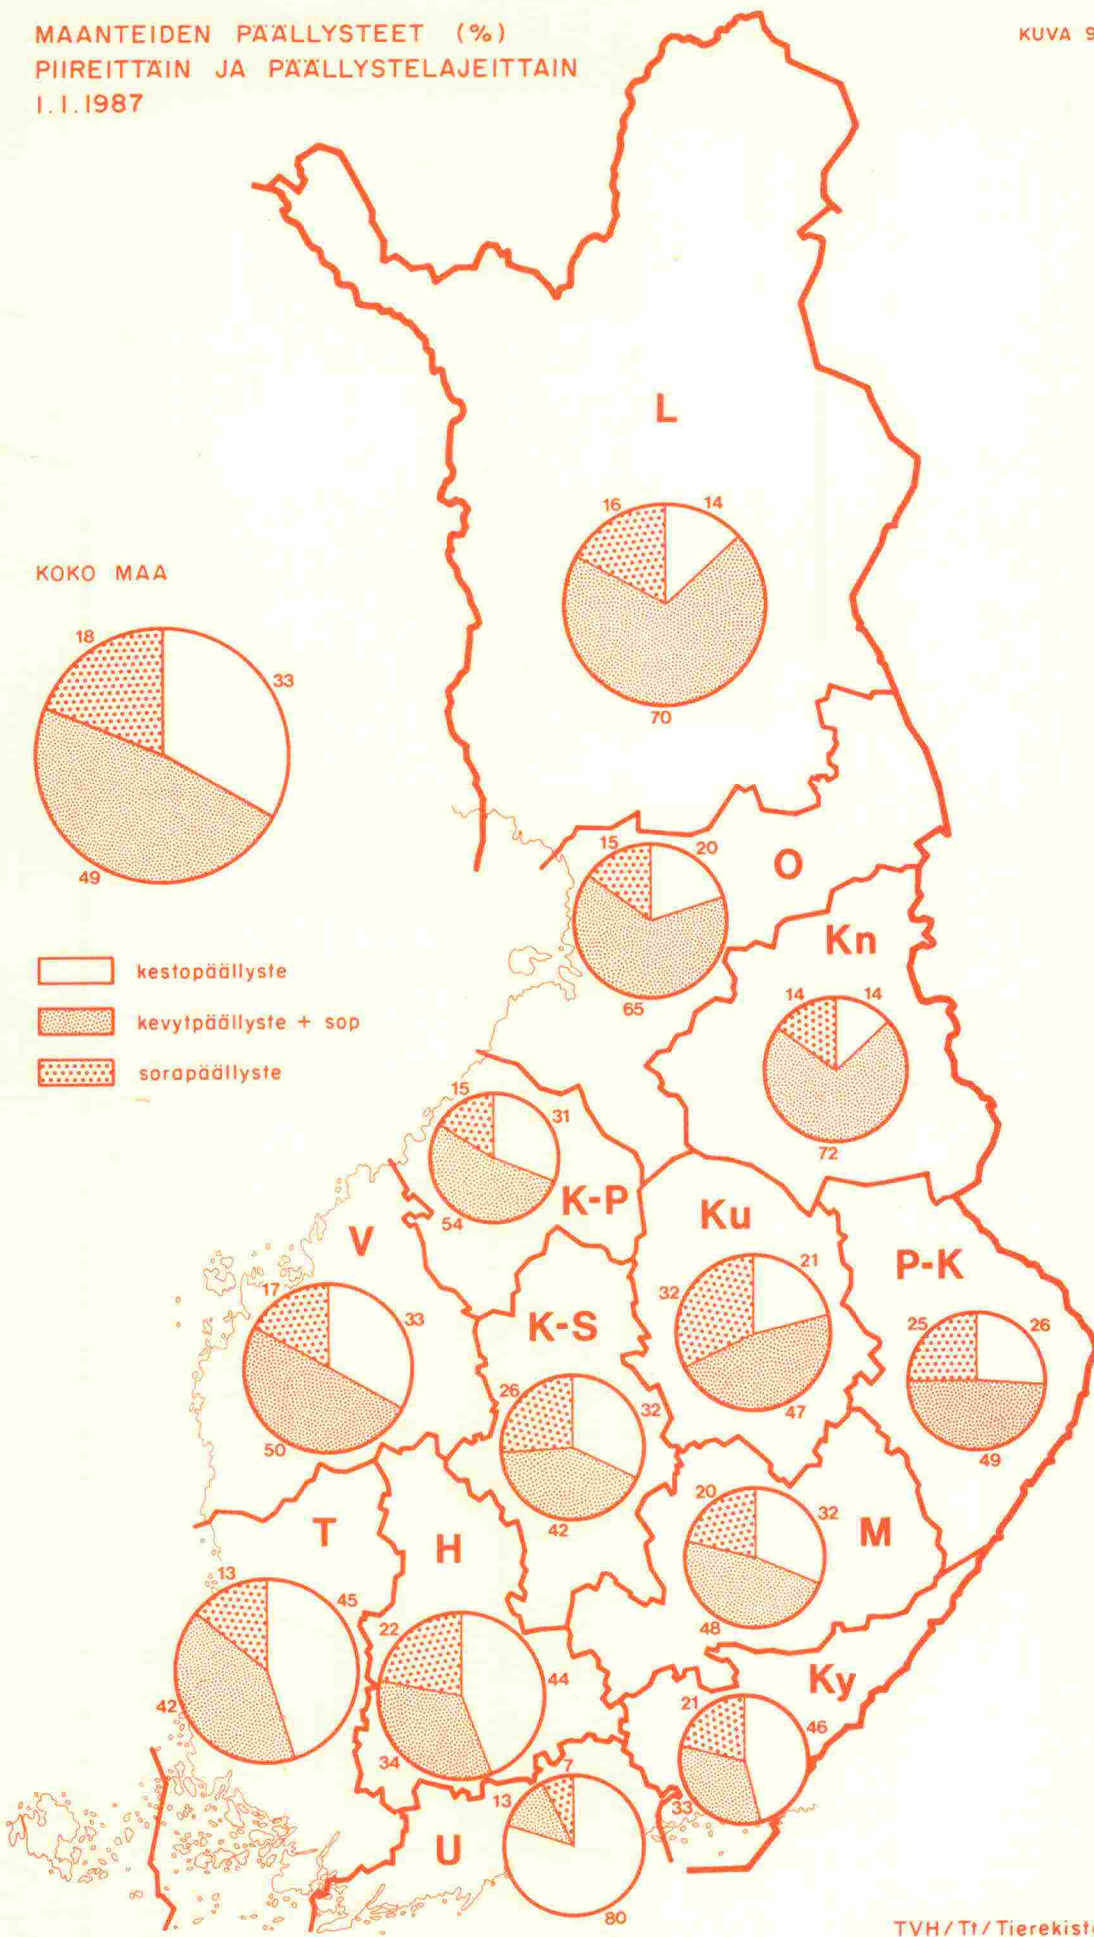 MAANTEIDEN PÄÄLLYSTEET (%)
PIIREITTÄIN JA PÄÄLLYSTELAJEITTAIN
1.1.1987
KUVA 9
L
16
14
70
KOKO MAA
18
33
49
kestopäällyste
kevytpäällyste + sop
sorapäällyste
O
15
20
65
Kn
14
14
72
15
31
54
K-P
V
17
33
50
Ku
32
21
47
P-K
25
26
49
K-S
26
32
42
M
20
32
48
T
13
45
42
H
22
44
34
Ky
21
46
33
U
7
13
80
TVH/Tt/Tierekiste